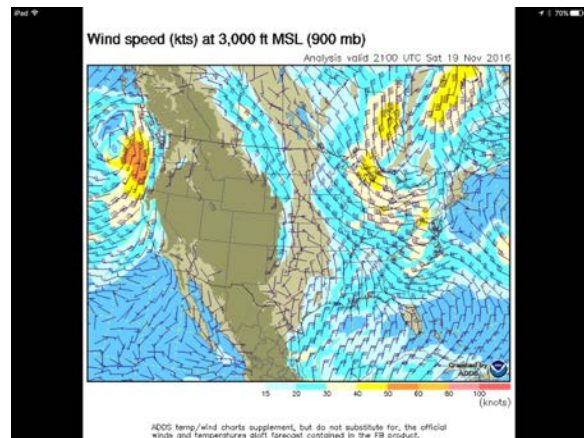 iPad
70%
Wind speed (kts) at 3,000 ft MSL (900 mb)
Analysis valid 2100 UTC Sat 19 Nov 2016
Created by
ADDS
15 20 30 40 50 60 80 100
(knots)
ADDS temp/wind charts supplement, but do not substitute for, the official
winds and temperatures aloft forecast contained in the FB product.